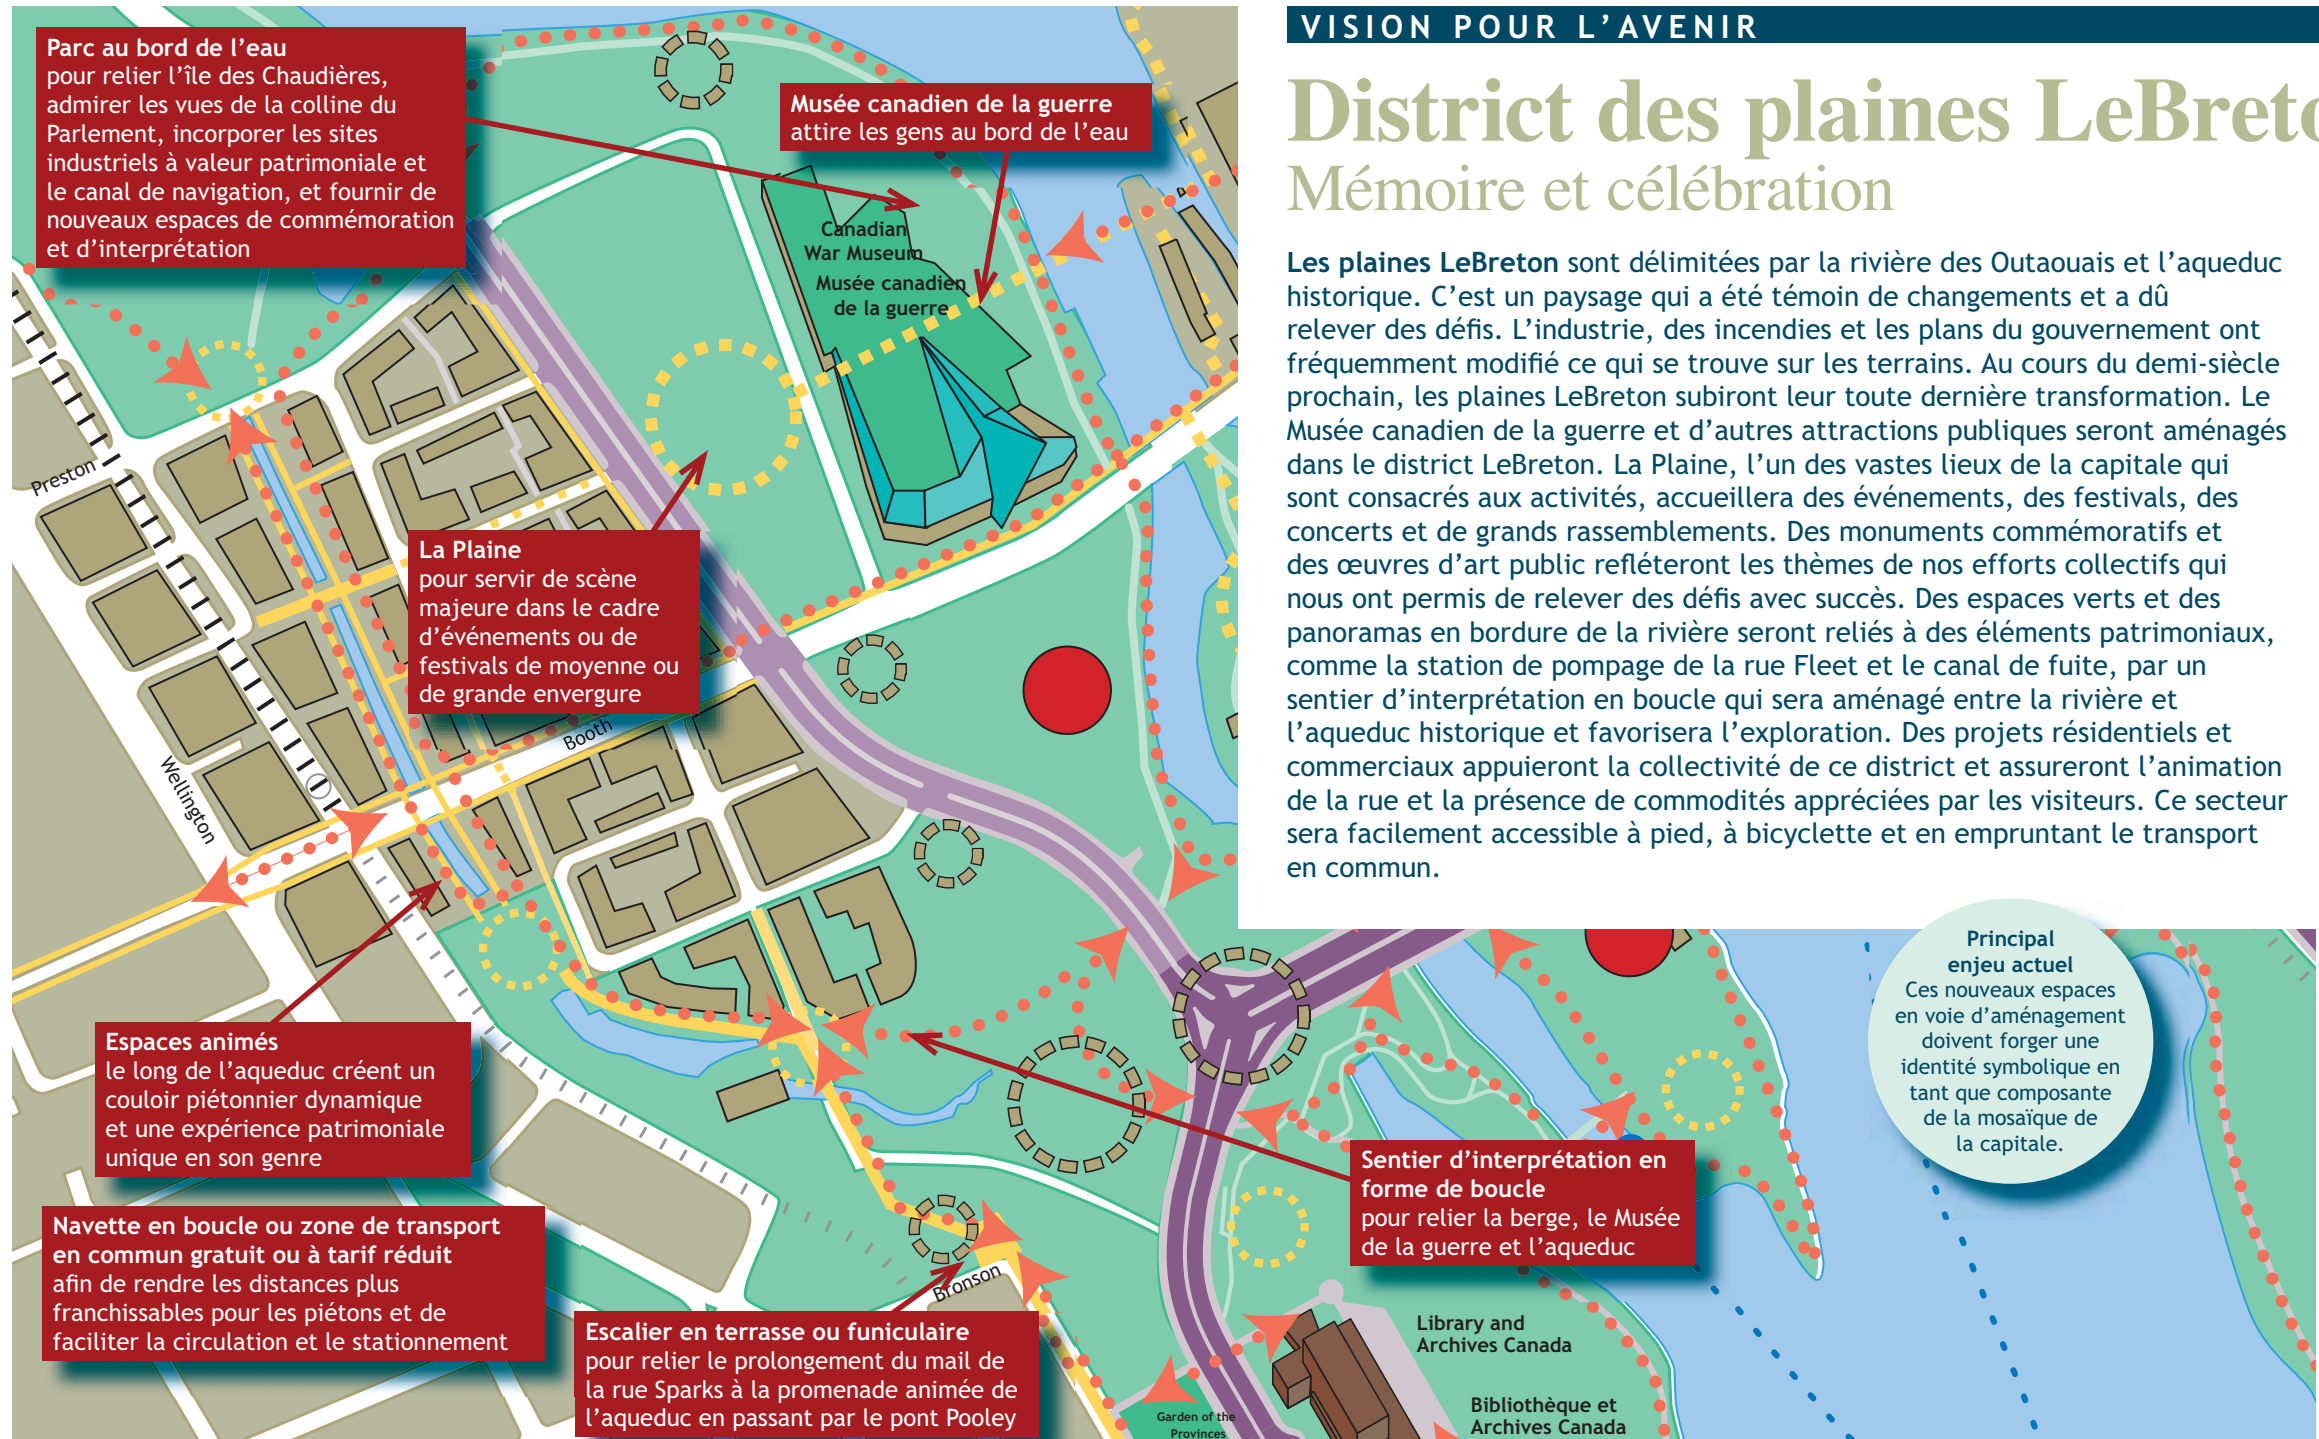 Parc au bord de l’eau
pour relier l’île des Chaudières,
admirer les vues de la colline du
Parlement, incorporer les sites
industriels à valeur patrimoniale et
le canal de navigation, et fournir de
nouveaux espaces de commémoration
et d’interprétation
Musée canadien de la guerre
attire les gens au bord de l’eau
Canadian
War Museum
Musée canadien
de la guerre
Preston
La Plaine
pour servir de scène
majeure dans le cadre
d’événements ou de
festivals de moyenne ou
de grande envergure
Booth
Wellington
VISION POUR L’AVENIR
District des plaines
Mémoire et célébration
Les plaines LeBreton sont délimitées par la rivière des Outaouais et l’aqueduc
historique. C’est un paysage qui a été témoin de changements et a dû
relever des défis. L’industrie, des incendies et les plans du gouvernement ont
fréquemment modifié ce qui se trouve sur les terrains. Au cours du demi-siècle
prochain, les plaines LeBreton subiront leur toute dernière transformation. Le
Musée canadien de la guerre et d’autres attractions publiques seront aménagés
dans le district LeBreton. La Plaine, l’un des vastes lieux de la capitale qui
sont consacrés aux activités, accueillera des événements, des festivals, des
concerts et de grands rassemblements. Des monuments commémoratifs et
des œuvres d’art public refléteront les thèmes de nos efforts collectifs qui
nous ont permis de relever des défis avec succès. Des espaces verts et des
panoramas en bordure de la rivière seront reliés à des éléments patrimoniaux,
comme la station de pompage de la rue Fleet et le canal de fuite, par un
sentier d’interprétation en boucle qui sera aménagé entre la rivière et
l’aqueduc historique et favorisera l’exploration. Des projets résidentiels et
commerciaux appuieront la collectivité de ce district et assureront l’animation
de la rue et la présence de commodités appréciées par les visiteurs. Ce secteur
sera facilement accessible à pied, à bicyclette et en empruntant le transport
en commun.
Principal
enjeu actuel
Ces nouveaux espaces
en voie d’aménagement
doivent forger une
identité symbolique en
tant que composante
de la mosaïque de
la capitale.
Espaces animés
le long de l’aqueduc créent un
couloir piétonnier dynamique
et une expérience patrimoniale
unique en son genre
Sentier d’interprétation en
forme de boucle
pour relier la berge, le Musée
de la guerre et l’aqueduc
Navette en boucle ou zone de transport
en commun gratuit ou à tarif réduit
afin de rendre les distances plus
franchissables pour les piétons et de
faciliter la circulation et le stationnement
Bronson
Escalier en terrasse ou funiculaire
pour relier le prolongement du mail de
la rue Sparks à la promenade animée de
l’aqueduc en passant par le pont Pooley
Library and
Archives Canada
Bibliothèque et
Archives Canada
Garden of the
Provinces